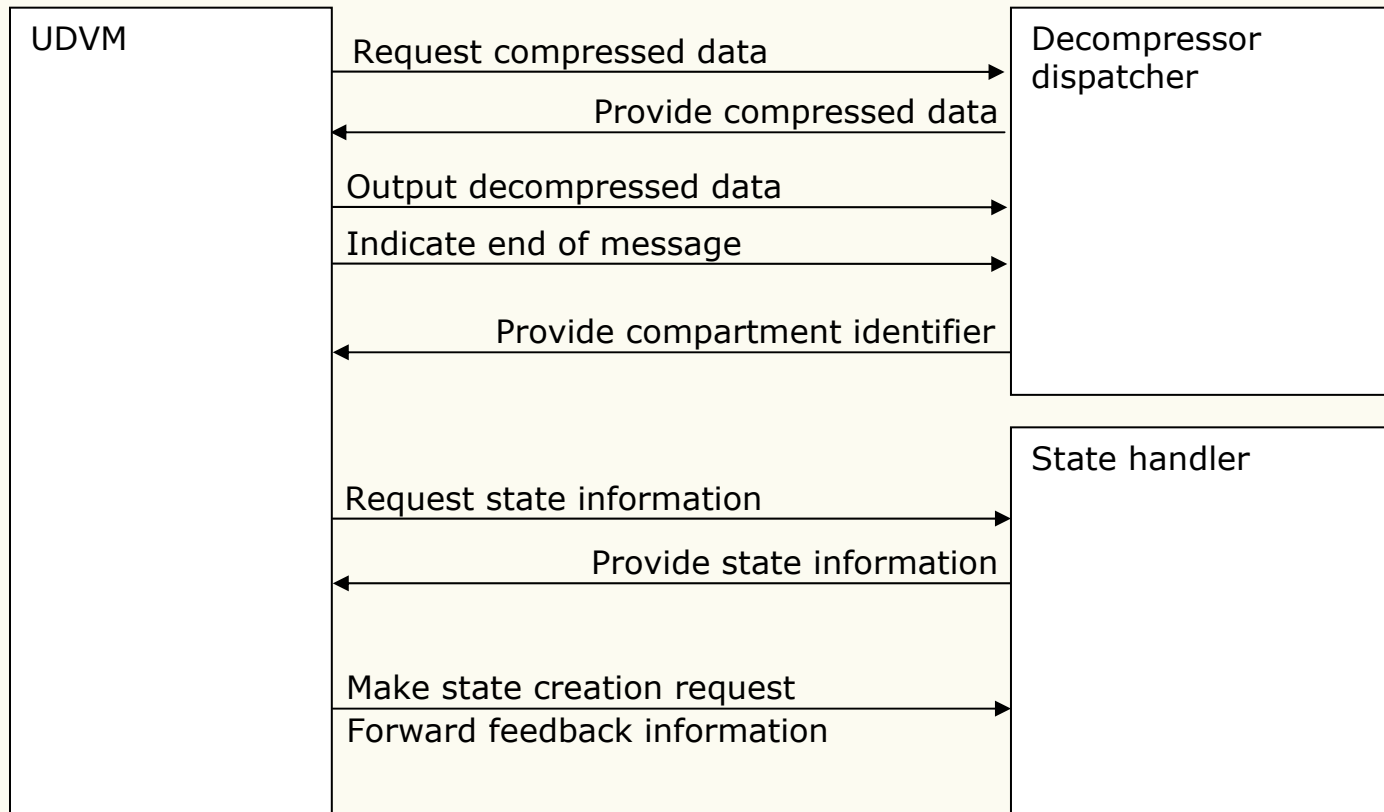 UDVM
Request compressed data
Decompressor
dispatcher
Provide compressed data
Output decompressed data
Indicate end of message
Provide compartment identifier
State handler
Request state information
Provide state information
Make state creation request
Forward feedback information